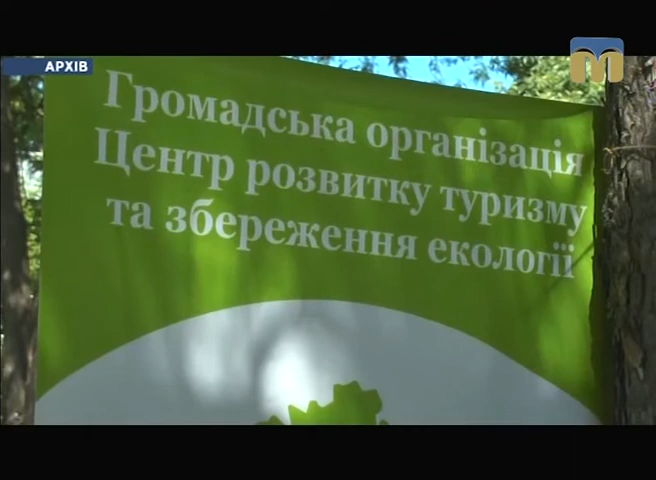 АРХІВ
Громадська організація
Центр розвитку туризму
та збереження екології